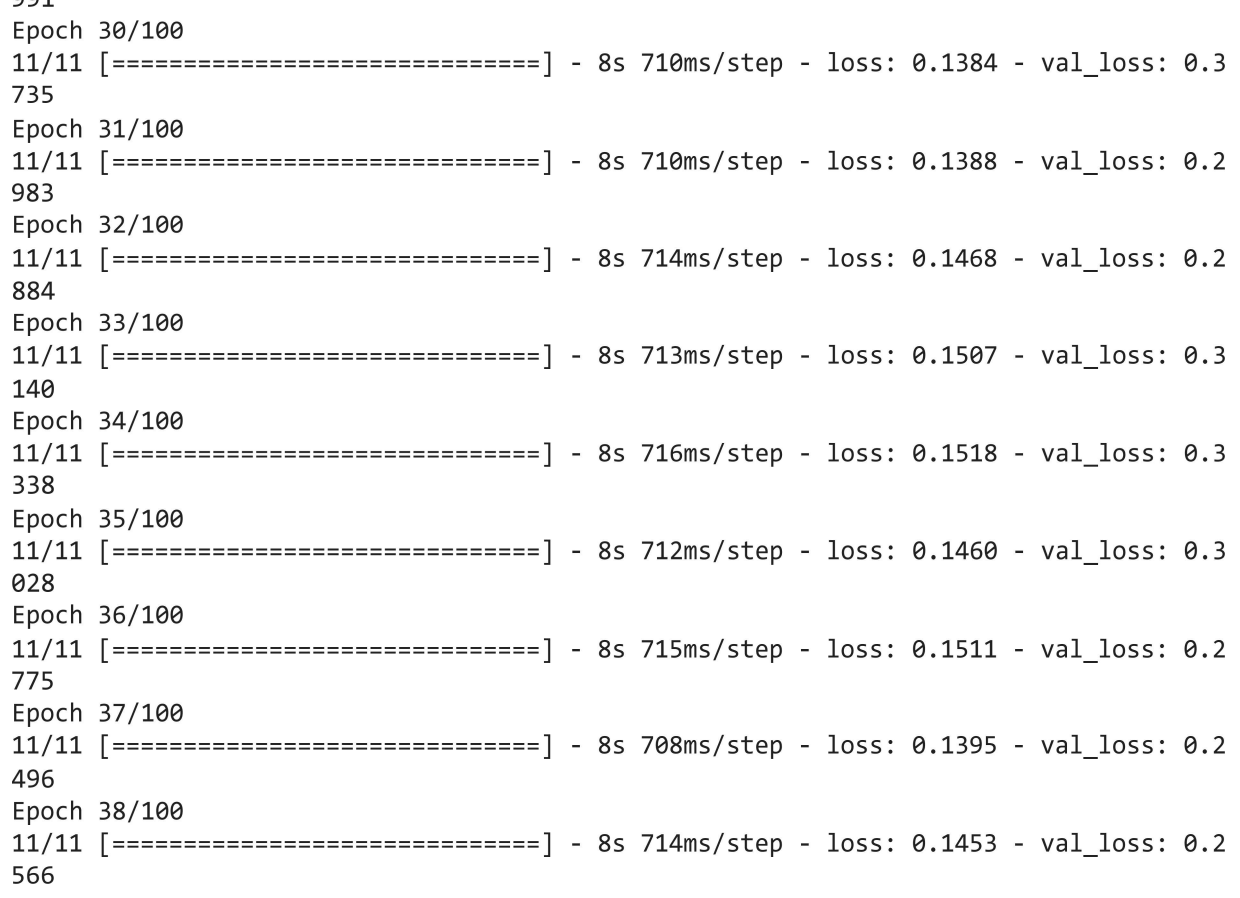 991
Epoch 30/100
11/11 [==============================] - 8s 710ms/step - loss: 0.1384 - val_loss: 0.3
735
Epoch 31/100
11/11 [==============================] - 8s 710ms/step - loss: 0.1388 - val_loss: 0.2
983
Epoch 32/100
11/11 [==============================] - 8s 714ms/step - loss: 0.1468 - val_loss: 0.2
884
Epoch 33/100
11/11 [==============================] - 8s 713ms/step - loss: 0.1507 - val_loss: 0.3
140
Epoch 34/100
11/11 [==============================] - 8s 716ms/step - loss: 0.1518 - val_loss: 0.3
338
Epoch 35/100
11/11 [==============================] - 8s 712ms/step - loss: 0.1460 - val_loss: 0.3
028
Epoch 36/100
11/11 [==============================] - 8s 715ms/step - loss: 0.1511 - val_loss: 0.2
775
Epoch 37/100
11/11 [==============================] - 8s 708ms/step - loss: 0.1395 - val_loss: 0.2
496
Epoch 38/100
11/11 [==============================] - 8s 714ms/step - loss: 0.1453 - val_loss: 0.2
566